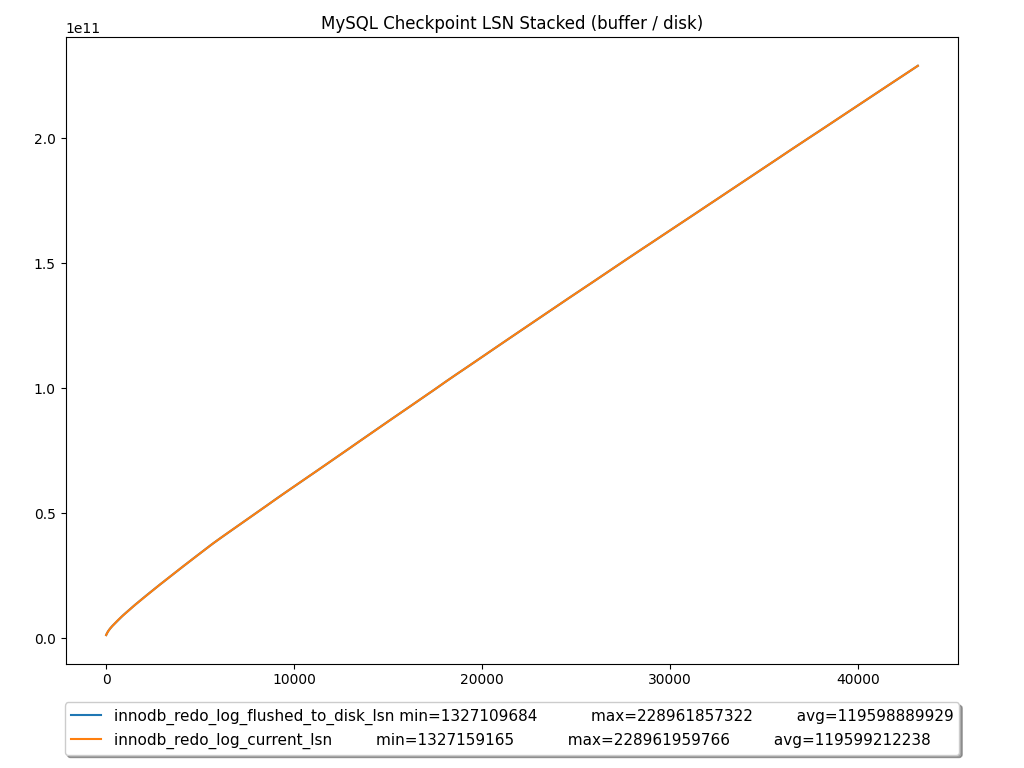 MySQL Checkpoint LSN Stacked (buffer / disk)
1e11
2.0
1.5
1.0
0.5
0.0
0 10000 20000 30000 40000
innodb_redo_log_flushed_to_disk_lsn min=1327109684 max=228961857322 avg=119598889929
innodb_redo_log_current_lsn min=1327159165 max=228961959766 avg=119599212238